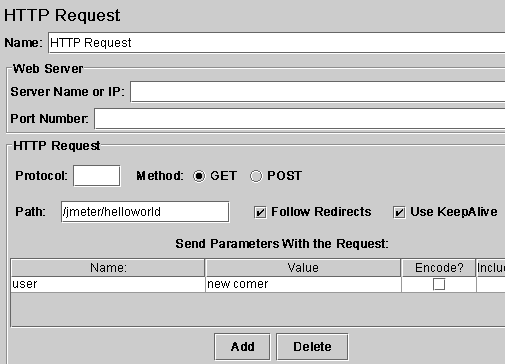 HTTP Request
Name: HTTP Request
Web Server
Server Name or IP:
Port Number:
HTTP Request
Protocol: Method: GET POST
Path: /jmeter/helloworld Follow Redirects Use KeepAlive
Send Parameters With the Request:
Name: Value Encode? Inclu
user new comer
Add Delete